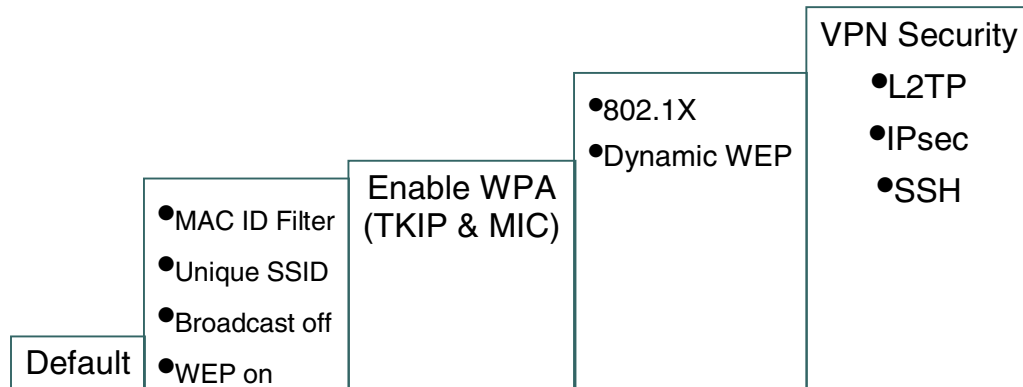 Default
●MAC ID Filter
●Unique SSID
●Broadcast off
●WEP on
Enable WPA
(TKIP & MIC)
●802.1X
●Dynamic WEP
VPN Security
●L2TP
●IPsec
●SSH